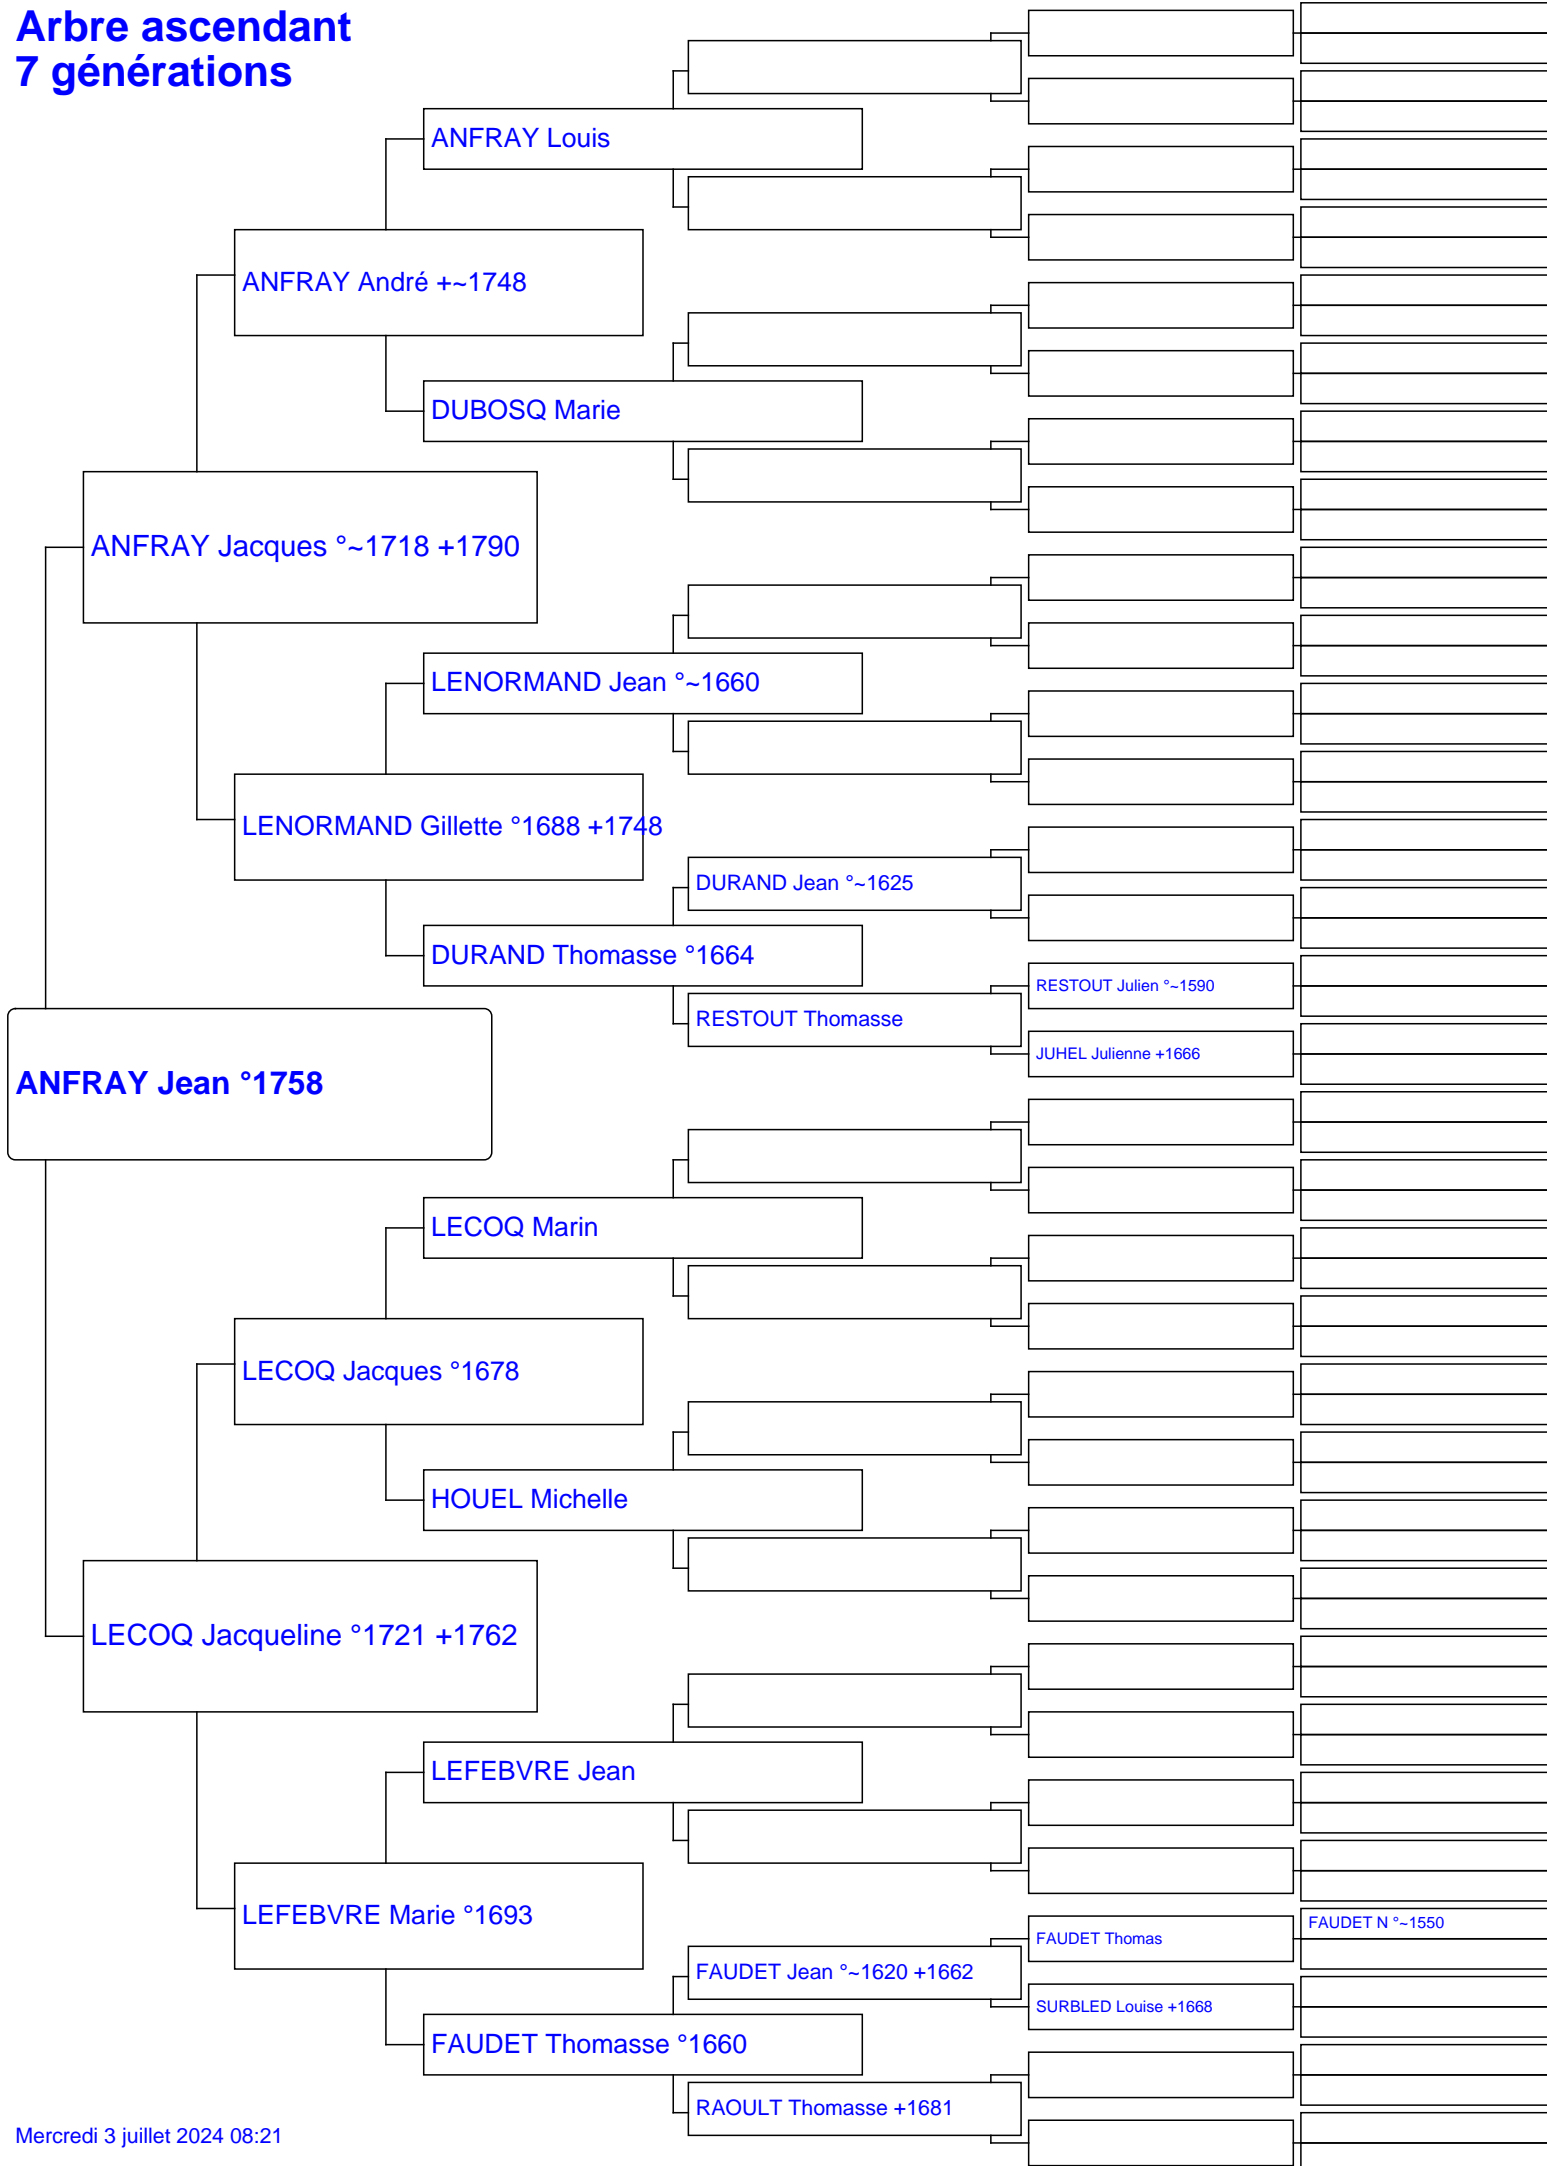 Arbre ascendant
7 générations
ANFRAY Louis
ANFRAY André +~1748
DUBOSQ Marie
ANFRAY Jacques °~1718 +1790
LENORMAND Jean °~1660
LENORMAND Gillette °1688 +1748
DURAND Jean °~1625
DURAND Thomasse °1664
RESTOUT Julien °~1590
RESTOUT Thomasse
JUHEL Julienne +1666
ANFRAY Jean °1758
LECOQ Marin
LECOQ Jacques °1678
HOUEL Michelle
LECOQ Jacqueline °1721 +1762
LEFEBVRE Jean
LEFEBVRE Marie °1693
FAUDET N °~1550
FAUDET Thomas
FAUDET Jean °~1620 +1662
SURBLED Louise +1668
FAUDET Thomasse °1660
RAOULT Thomasse +1681
Mercredi 3 juillet 2024 08:21